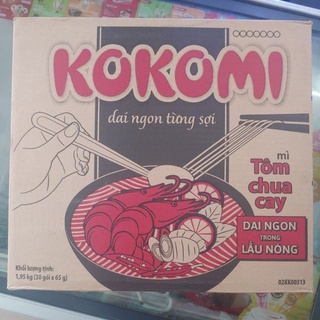 KOKOMI
dai ngon từng sợi
mì
Tôm
chua
cay
DAI NGON
TRONG
LẨU NÓNG
Khối lượng tịnh:
1,95 kg (30 gói x 65 g)
02KK00313